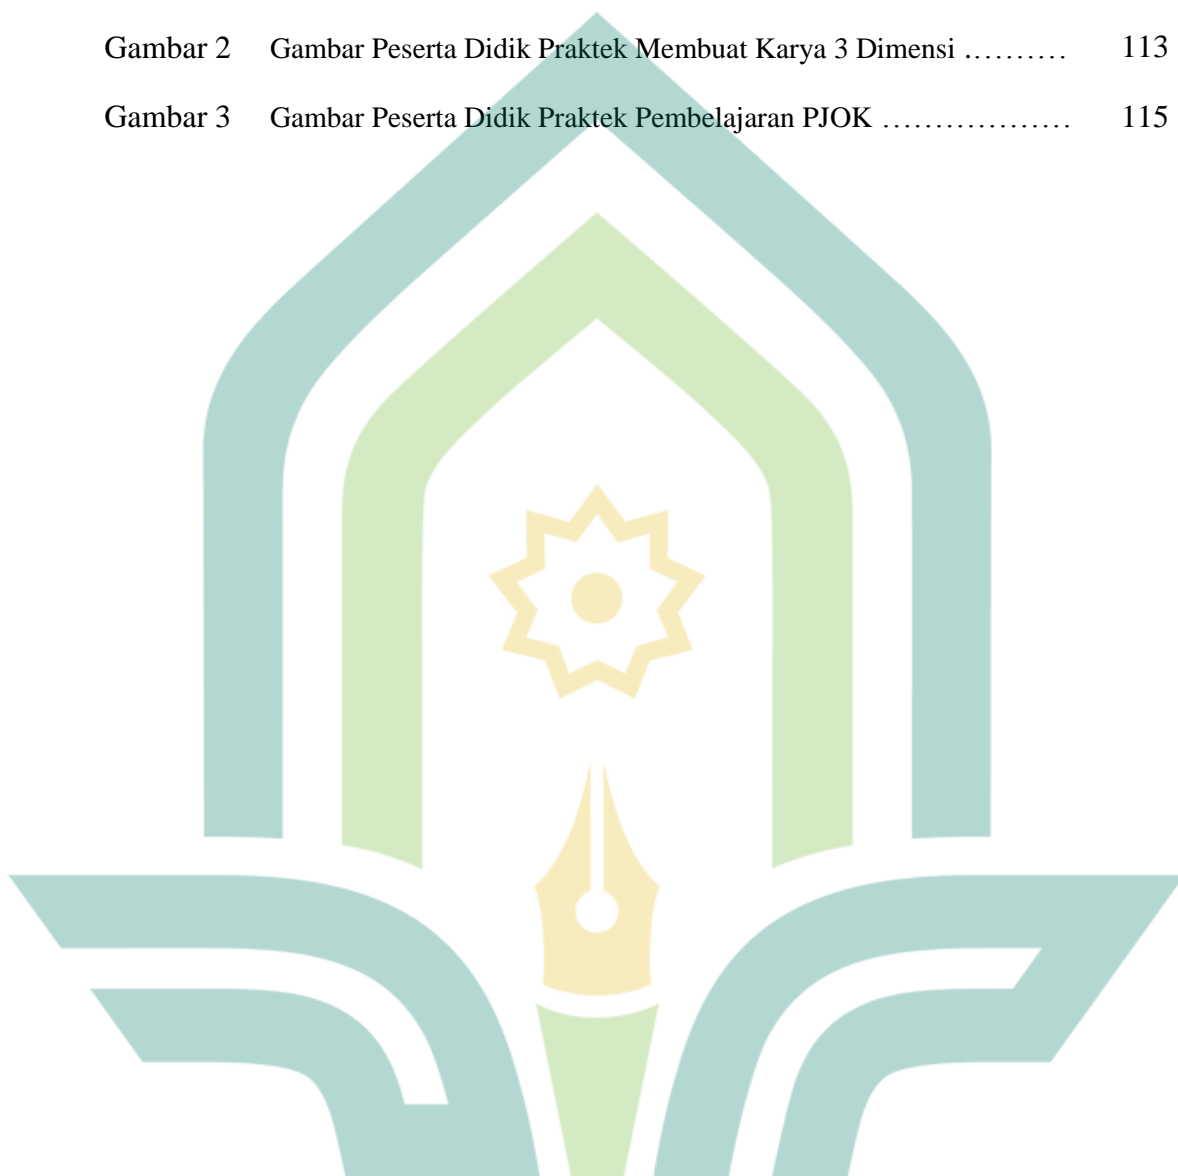 Gambar 2 Gambar Peserta Didik Praktek Membuat Karya 3 Dimensi .......... 113
Gambar 3 Gambar Peserta Didik Praktek Pembelajaran PJOK .................. 115